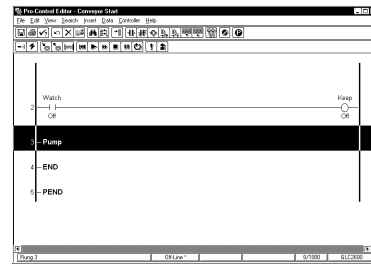 Pro-Control Editor - Conveyor Start
File Edit View Search Insert Data Controller Help
Watch Keep
2
Off Off
3 Pump
4 END
5 PEND
Rung 3 Off-Line * 0/1000 GLC2600